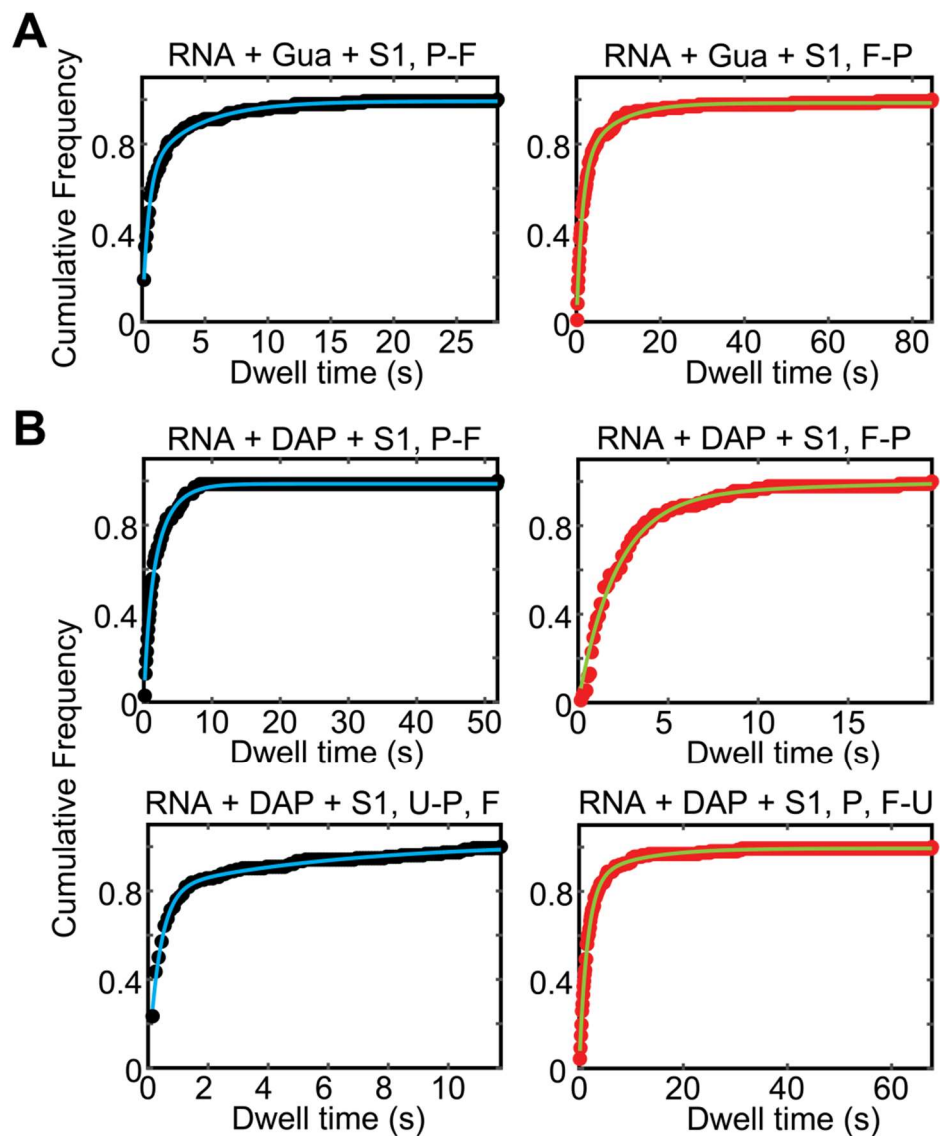 A
RNA + Gua + S1, P-F
RNA + Gua + S1, F-P
Cumulative Frequency
0.8
0.4
0
0 5 10 15 20 25
Dwell time (s)
0.8
0.4
0
0 20 40 60 80
Dwell time (s)
B
RNA + DAP + S1, P-F
RNA + DAP + S1, F-P
Cumulative Frequency
0.8
0.4
0
0 10 20 30 40 50
Dwell time (s)
0.8
0.4
0
0 5 10 15
Dwell time (s)
RNA + DAP + S1, U-P, F
RNA + DAP + S1, P, F-U
0.8
0.4
0
0 2 4 6 8 10
Dwell time (s)
0.8
0.4
0
0 20 40 60
Dwell time (s)